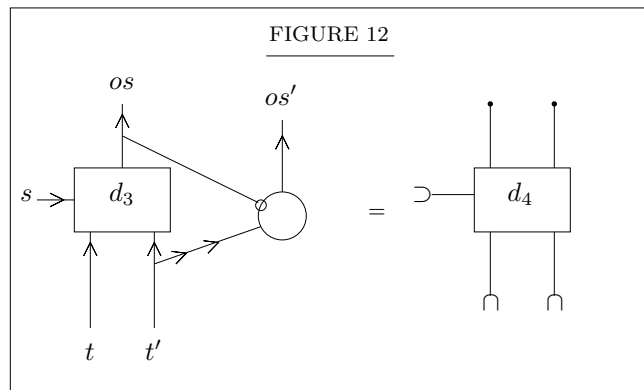 FIGURE 12
os
os′
s
d₃
=
d₄
t
t′